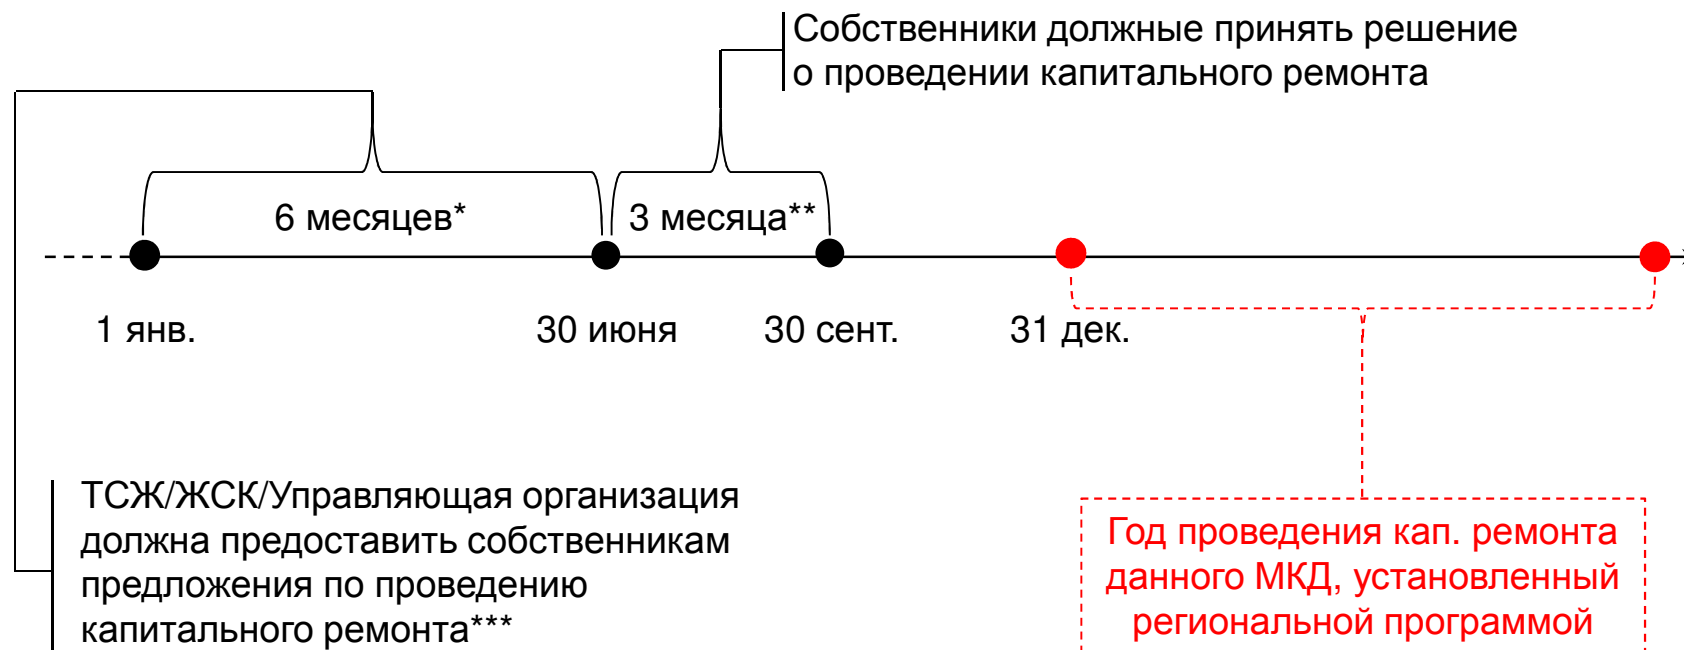 Собственники должные принять решение
о проведении капитального ремонта
6 месяцев*
3 месяца**
1 янв.
30 июня
30 сент.
31 дек.
ТСЖ/ЖСК/Управляющая организация
должна предоставить собственникам
предложения по проведению
капитального ремонта***
Год проведения кап. ремонта
данного МКД, установленный
региональной программой